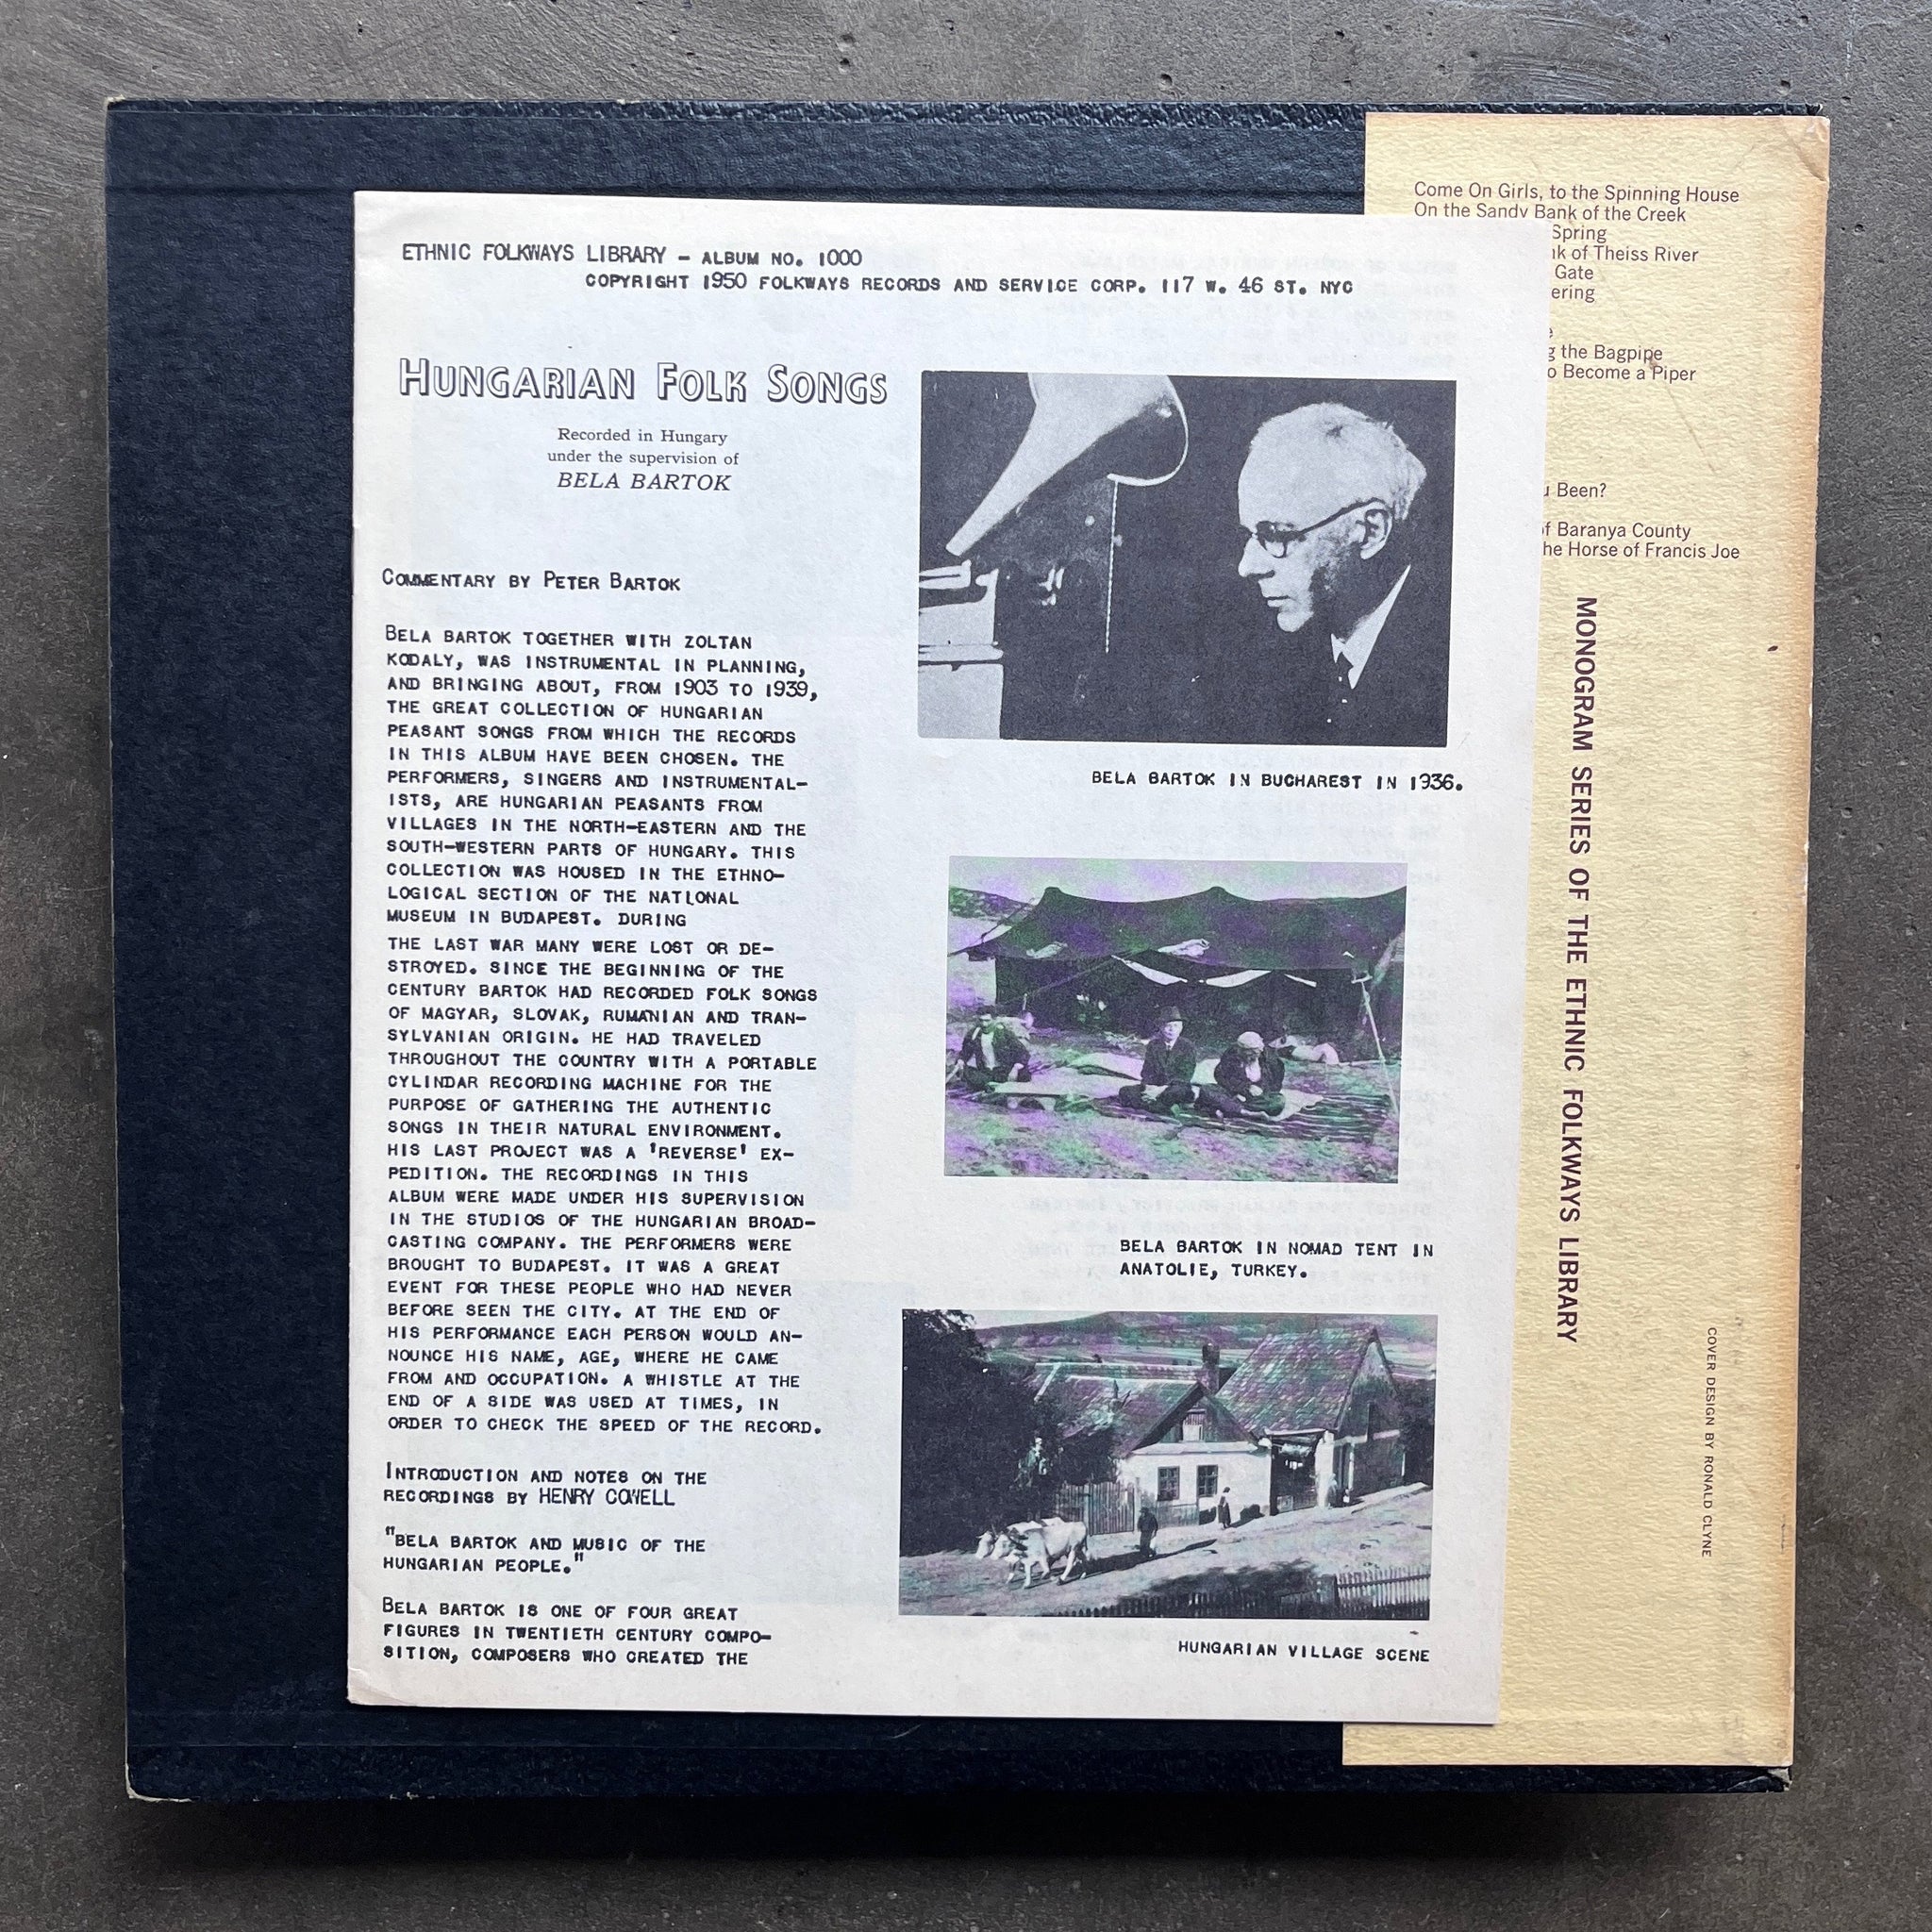 ETHNIC FOLKWAYS LIBRARY – ALBUM NO. 1000
COPYRIGHT 1950 FOLKWAYS RECORDS AND SERVICE CORP. 117 W. 46 ST. NYC
HUNGARIAN FOLK SONGS
Recorded in Hungary
under the supervision of
BELA BARTOK
COMMENTARY BY PETER BARTOK
BELA BARTOK TOGETHER WITH ZOLTAN
KODALY, WAS INSTRUMENTAL IN PLANNING,
AND BRINGING ABOUT, FROM 1903 TO 1939,
THE GREAT COLLECTION OF HUNGARIAN
PEASANT SONGS FROM WHICH THE RECORDS
IN THIS ALBUM HAVE BEEN CHOSEN. THE
PERFORMERS, SINGERS AND INSTRUMENTAL-
ISTS, ARE HUNGARIAN PEASANTS FROM
VILLAGES IN THE NORTH-EASTERN AND THE
SOUTH-WESTERN PARTS OF HUNGARY. THIS
COLLECTION WAS HOUSED IN THE ETHNO-
LOGICAL SECTION OF THE NATIONAL
MUSEUM IN BUDAPEST. DURING
THE LAST WAR MANY WERE LOST OR DE-
STROYED. SINCE THE BEGINNING OF THE
CENTURY BARTOK HAD RECORDED FOLK SONGS
OF MAGYAR, SLOVAK, RUMANIAN AND TRAN-
SYLVANIAN ORIGIN. HE HAD TRAVELED
THROUGHOUT THE COUNTRY WITH A PORTABLE
CYLINDAR RECORDING MACHINE FOR THE
PURPOSE OF GATHERING THE AUTHENTIC
SONGS IN THEIR NATURAL ENVIRONMENT.
HIS LAST PROJECT WAS A 'REVERSE' EX-
PEDITION. THE RECORDINGS IN THIS
ALBUM WERE MADE UNDER HIS SUPERVISION
IN THE STUDIOS OF THE HUNGARIAN BROAD-
CASTING COMPANY. THE PERFORMERS WERE
BROUGHT TO BUDAPEST. IT WAS A GREAT
EVENT FOR THESE PEOPLE WHO HAD NEVER
BEFORE SEEN THE CITY. AT THE END OF
HIS PERFORMANCE EACH PERSON WOULD AN-
NOUNCE HIS NAME, AGE, WHERE HE CAME
FROM AND OCCUPATION. A WHISTLE AT THE
END OF A SIDE WAS USED AT TIMES, IN
ORDER TO CHECK THE SPEED OF THE RECORD.
INTRODUCTION AND NOTES ON THE
RECORDINGS BY HENRY COWELL
"BELA BARTOK AND MUSIC OF THE
HUNGARIAN PEOPLE."
BELA BARTOK IS ONE OF FOUR GREAT
FIGURES IN TWENTIETH CENTURY COMPO-
SITION, COMPOSERS WHO CREATED THE
BELA BARTOK IN BUCHAREST IN 1936.
BELA BARTOK IN NOMAD TENT IN
ANATOLIE, TURKEY.
HUNGARIAN VILLAGE SCENE
Come On Girls, to the Spinning House
On the Sandy Bank of the Creek
Spring
of Theiss River
Gate
the Bagpipe
Become a Piper
Been?
Baranya County
Horse of Francis Joe
MONOGRAM SERIES OF THE ETHNIC FOLKWAYS LIBRARY
COVER DESIGN BY RONALD CLYNE